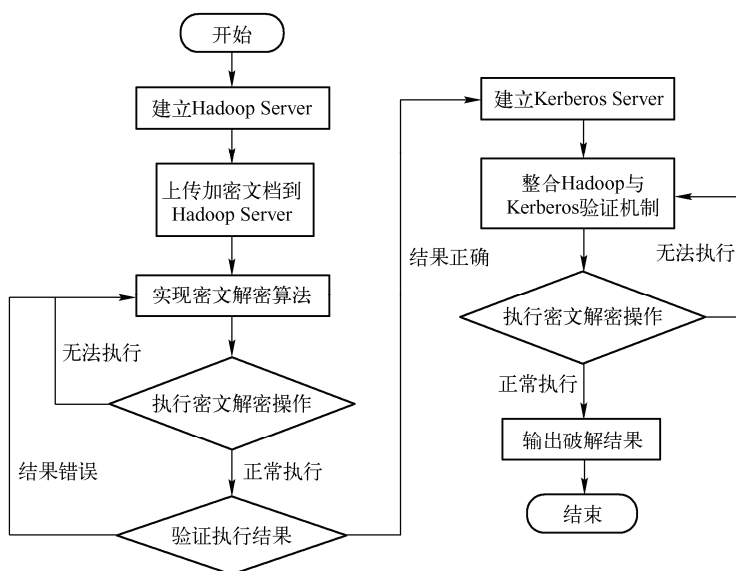 开始
建立Hadoop Server
上传加密文档到
Hadoop Server
实现密文解密算法
无法执行
执行密文解密操作
结果错误
正常执行
验证执行结果
结果正确
建立Kerberos Server
整合Hadoop与
Kerberos验证机制
无法执行
执行密文解密操作
正常执行
输出破解结果
结束